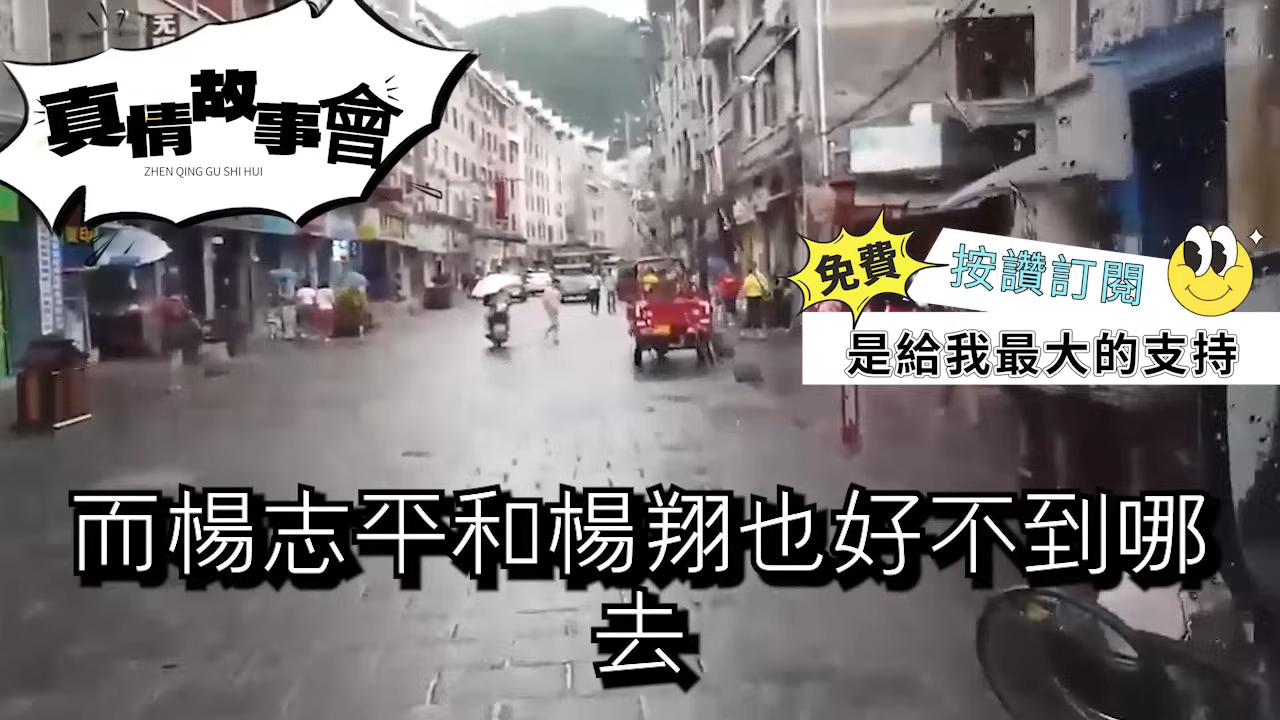 无
真情故事會
ZHEN QING GU SHI HUI
免費
按讚訂閱
是給我最大的支持
而楊志平和楊翔也好不到哪
去